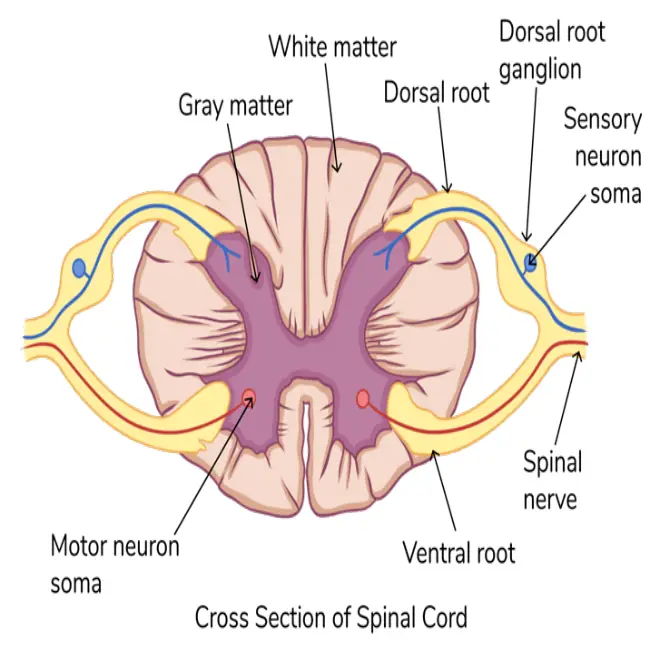 White matter
Dorsal root
ganglion
Gray matter
Dorsal root
Sensory
neuron
soma
Spinal
nerve
Motor neuron
soma
Ventral root
Cross Section of Spinal Cord